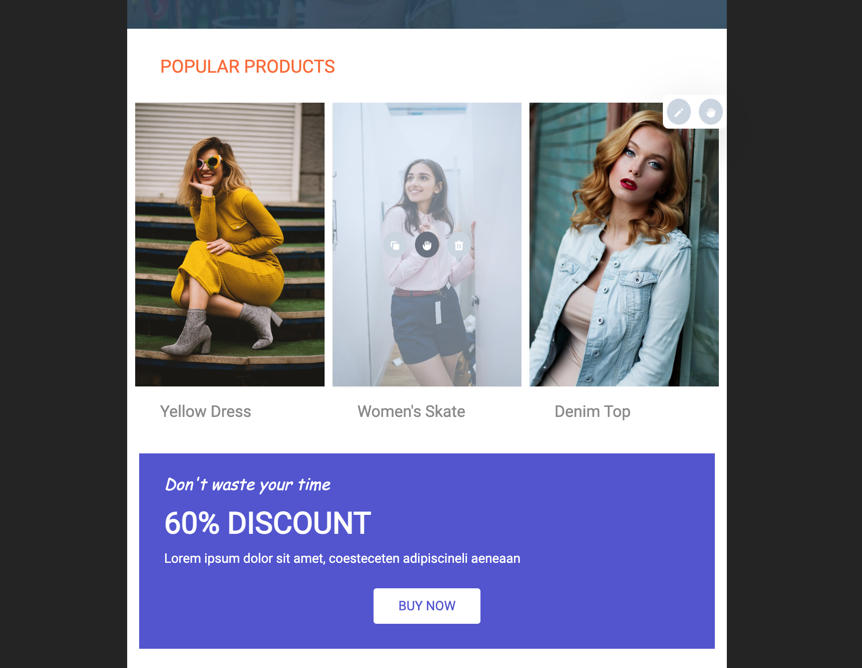 POPULAR PRODUCTS
Yellow Dress
Women's Skate
Denim Top
Don't waste your time
60% DISCOUNT
Lorem ipsum dolor sit amet, coesteceten adipiscineli aeneaan
BUY NOW